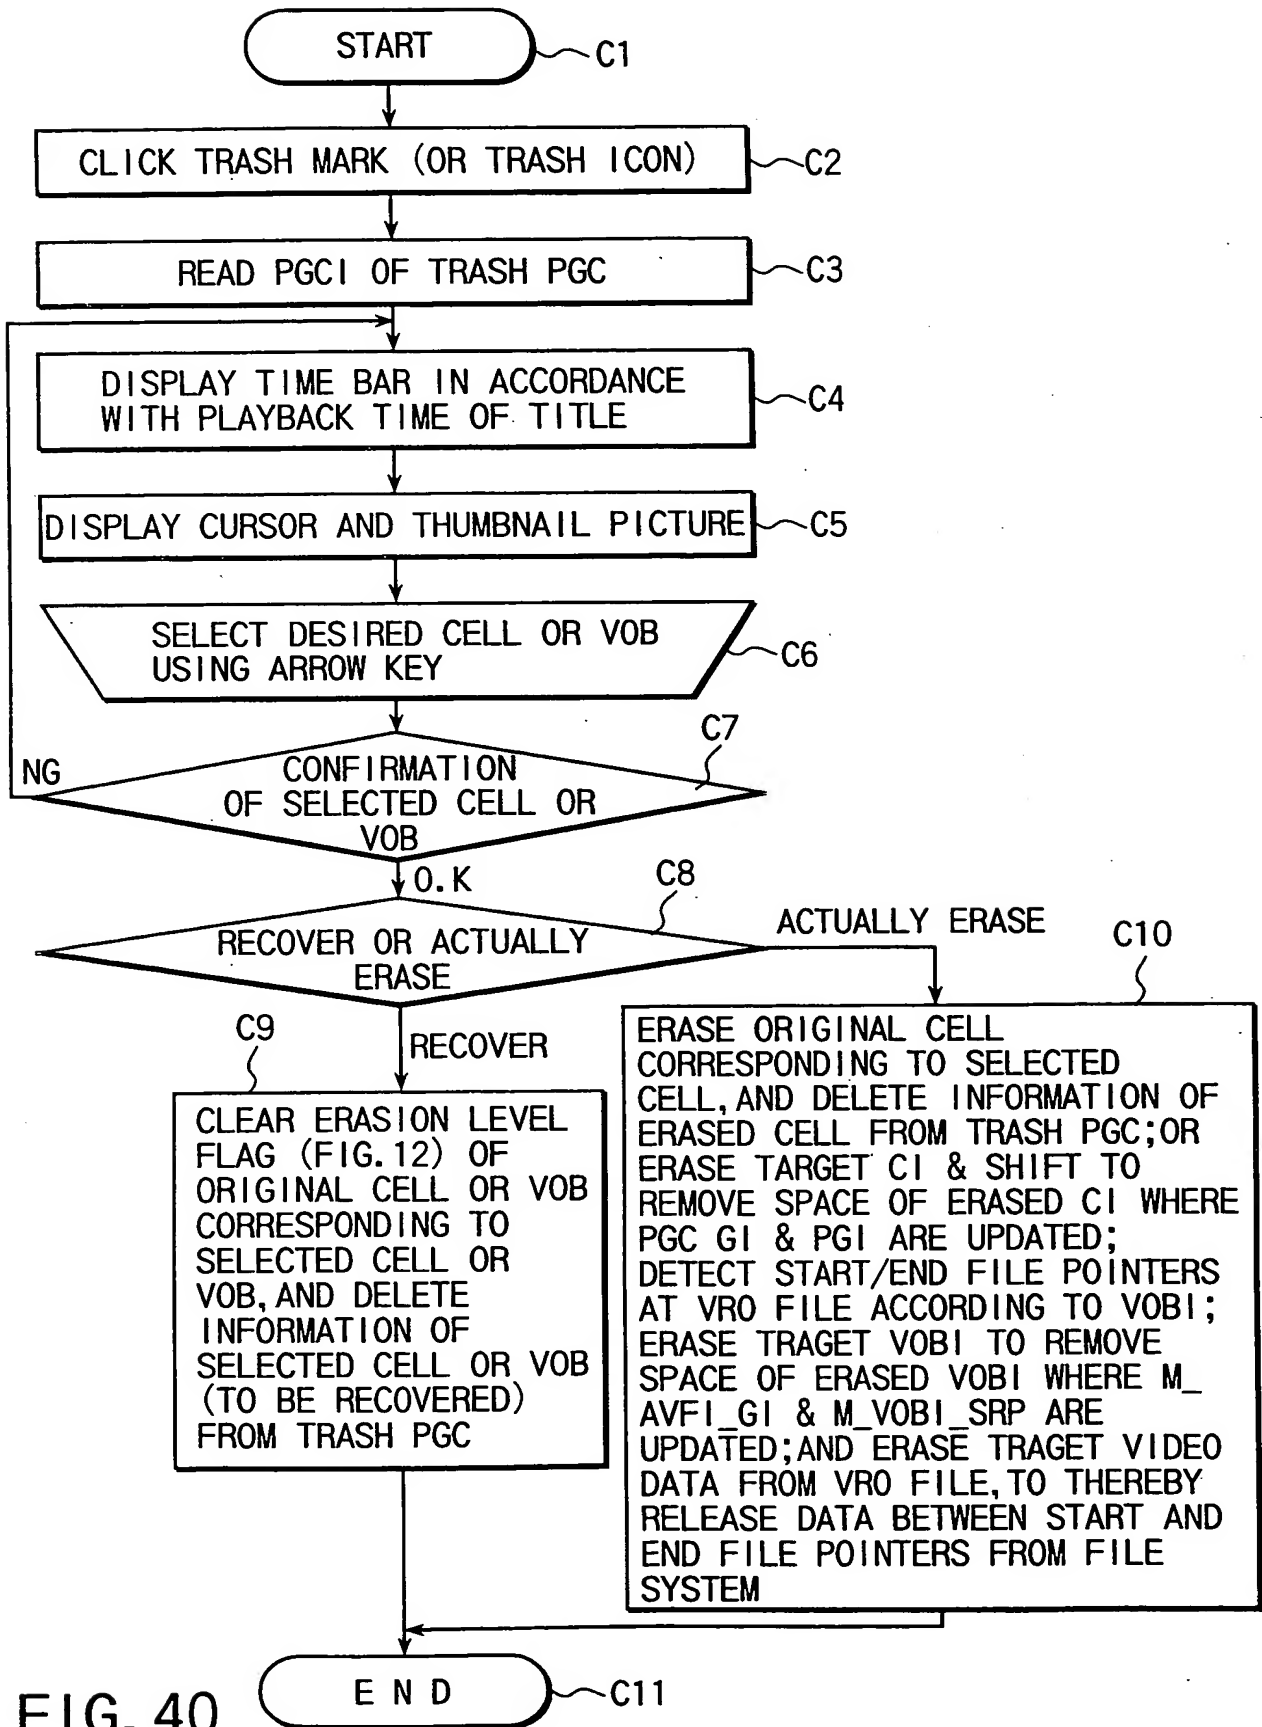 START
C1
CLICK TRASH MARK (OR TRASH ICON)
C2
READ PGCI OF TRASH PGC
C3
DISPLAY TIME BAR IN ACCORDANCE
WITH PLAYBACK TIME OF TITLE
C4
DISPLAY CURSOR AND THUMBNAIL PICTURE
C5
SELECT DESIRED CELL OR VOB
USING ARROW KEY
C6
C7
NG
CONFIRMATION
OF SELECTED CELL OR
VOB
O.K
C8
RECOVER OR ACTUALLY
ERASE
ACTUALLY ERASE
C10
C9
RECOVER
CLEAR ERASION LEVEL
FLAG (FIG.12) OF
ORIGINAL CELL OR VOB
CORRESPONDING TO
SELECTED CELL OR
VOB, AND DELETE
INFORMATION OF
SELECTED CELL OR VOB
(TO BE RECOVERED)
FROM TRASH PGC
ERASE ORIGINAL CELL
CORRESPONDING TO SELECTED
CELL, AND DELETE INFORMATION OF
ERASED CELL FROM TRASH PGC;OR
ERASE TARGET CI & SHIFT TO
REMOVE SPACE OF ERASED CI WHERE
PGC GI & PGI ARE UPDATED;
DETECT START/END FILE POINTERS
AT VRO FILE ACCORDING TO VOBI;
ERASE TRAGET VOBI TO REMOVE
SPACE OF ERASED VOBI WHERE M_
AVFI_GI & M_VOBI_SRP ARE
UPDATED;AND ERASE TRAGET VIDEO
DATA FROM VRO FILE, TO THEREBY
RELEASE DATA BETWEEN START AND
END FILE POINTERS FROM FILE
SYSTEM
END
C11
FIG. 40